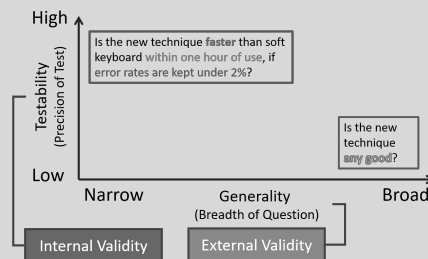 High
Is the new technique faster than soft
keyboard within one hour of use, if
error rates are kept under 2%?
Testability
(Precision of Test)
Is the new
technique
any good?
Low
Narrow
Generality
(Breadth of Question)
Broad
Internal Validity
External Validity